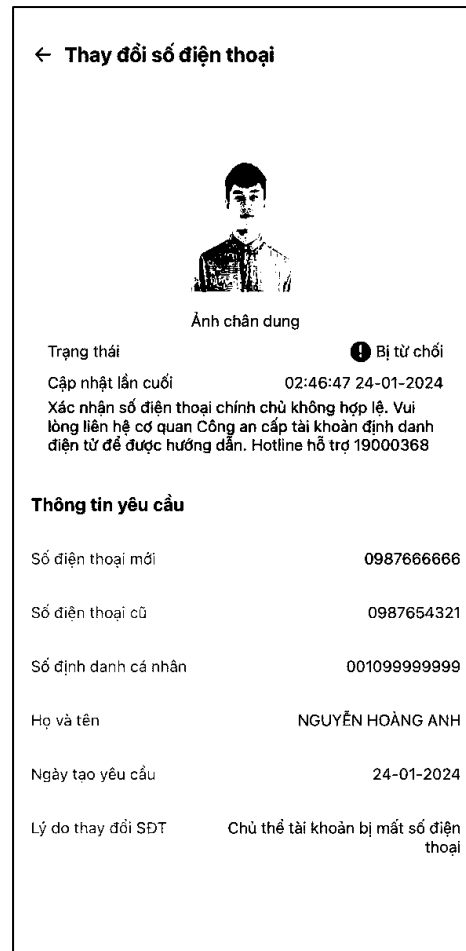 ← Thay đổi số điện thoại
Ảnh chân dung
Trạng thái Bị từ chối
Cập nhật lần cuối 02:46:47 24-01-2024
Xác nhận số điện thoại chính chủ không hợp lệ. Vui
lòng liên hệ cơ quan Công an cấp tài khoản định danh
điện tử để được hướng dẫn. Hotline hỗ trợ 19000368
Thông tin yêu cầu
Số điện thoại mới 0987666666
Số điện thoại cũ 0987654321
Số định danh cá nhân 001099999999
Họ và tên NGUYỄN HOÀNG ANH
Ngày tạo yêu cầu 24-01-2024
Lý do thay đổi SĐT Chủ thể tài khoản bị mất số điện
thoại